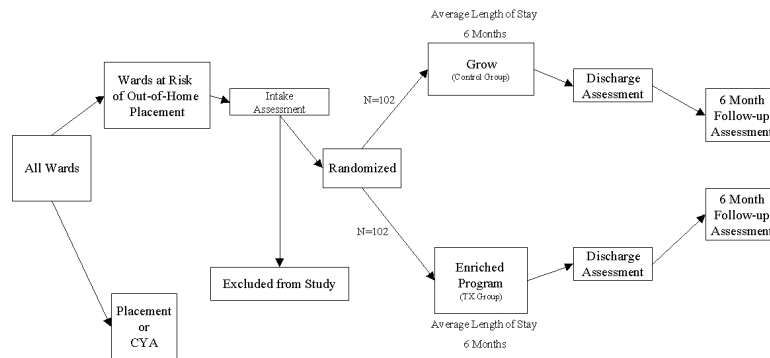 Average Length of Stay
6 Months
Grow
(Control Group)
Wards at Risk
of Out-of-Home
Placement
Intake
Assessment
N=102
Discharge
Assessment
6 Month
Follow-up
Assessment
All Wards
Randomized
N=102
6 Month
Follow-up
Assessment
Excluded from Study
Enriched
Program
(TX Group)
Discharge
Assessment
Placement
or
CYA
Average Length of Stay
6 Months